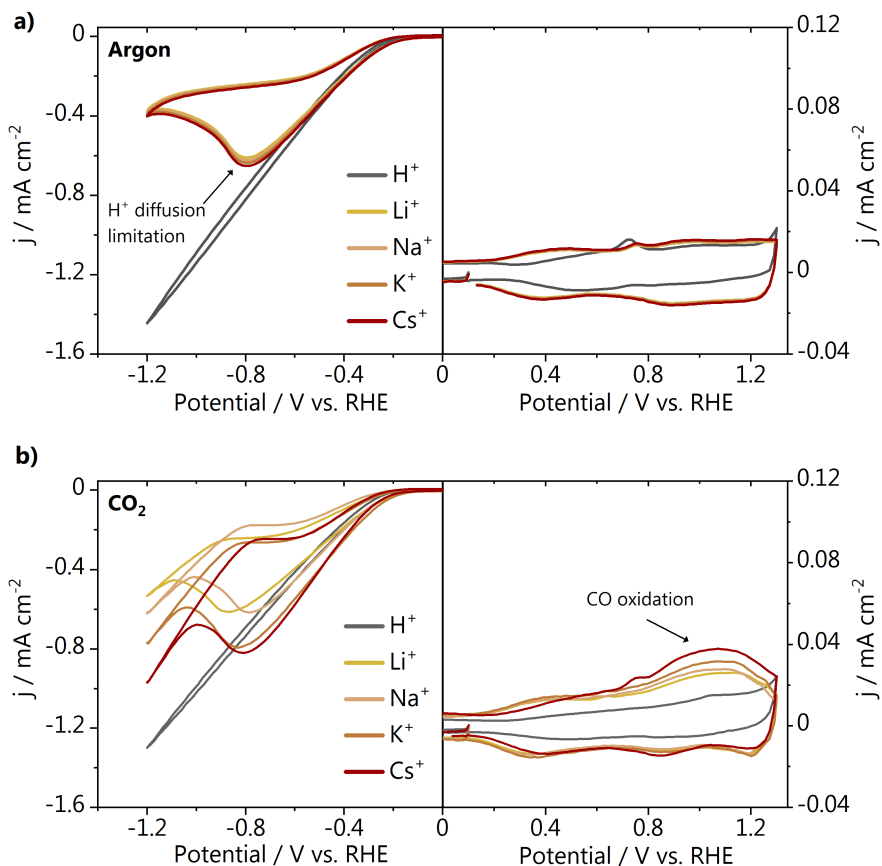 a)
Argon
0
-0.4
-0.8
-1.2
-1.6
j / mA cm⁻²
H⁺ diffusion
limitation
H⁺
Li⁺
Na⁺
K⁺
Cs⁺
-1.2
-0.8
-0.4
Potential / V vs. RHE
0
0.4
0.8
1.2
Potential / V vs. RHE
0.12
0.08
0.04
0
-0.04
j / mA cm⁻²
b)
CO₂
0
-0.4
-0.8
-1.2
-1.6
j / mA cm⁻²
H⁺
Li⁺
Na⁺
K⁺
Cs⁺
-1.2
-0.8
-0.4
Potential / V vs. RHE
CO oxidation
0
0.4
0.8
1.2
Potential / V vs. RHE
0.12
0.08
0.04
0
-0.04
j / mA cm⁻²